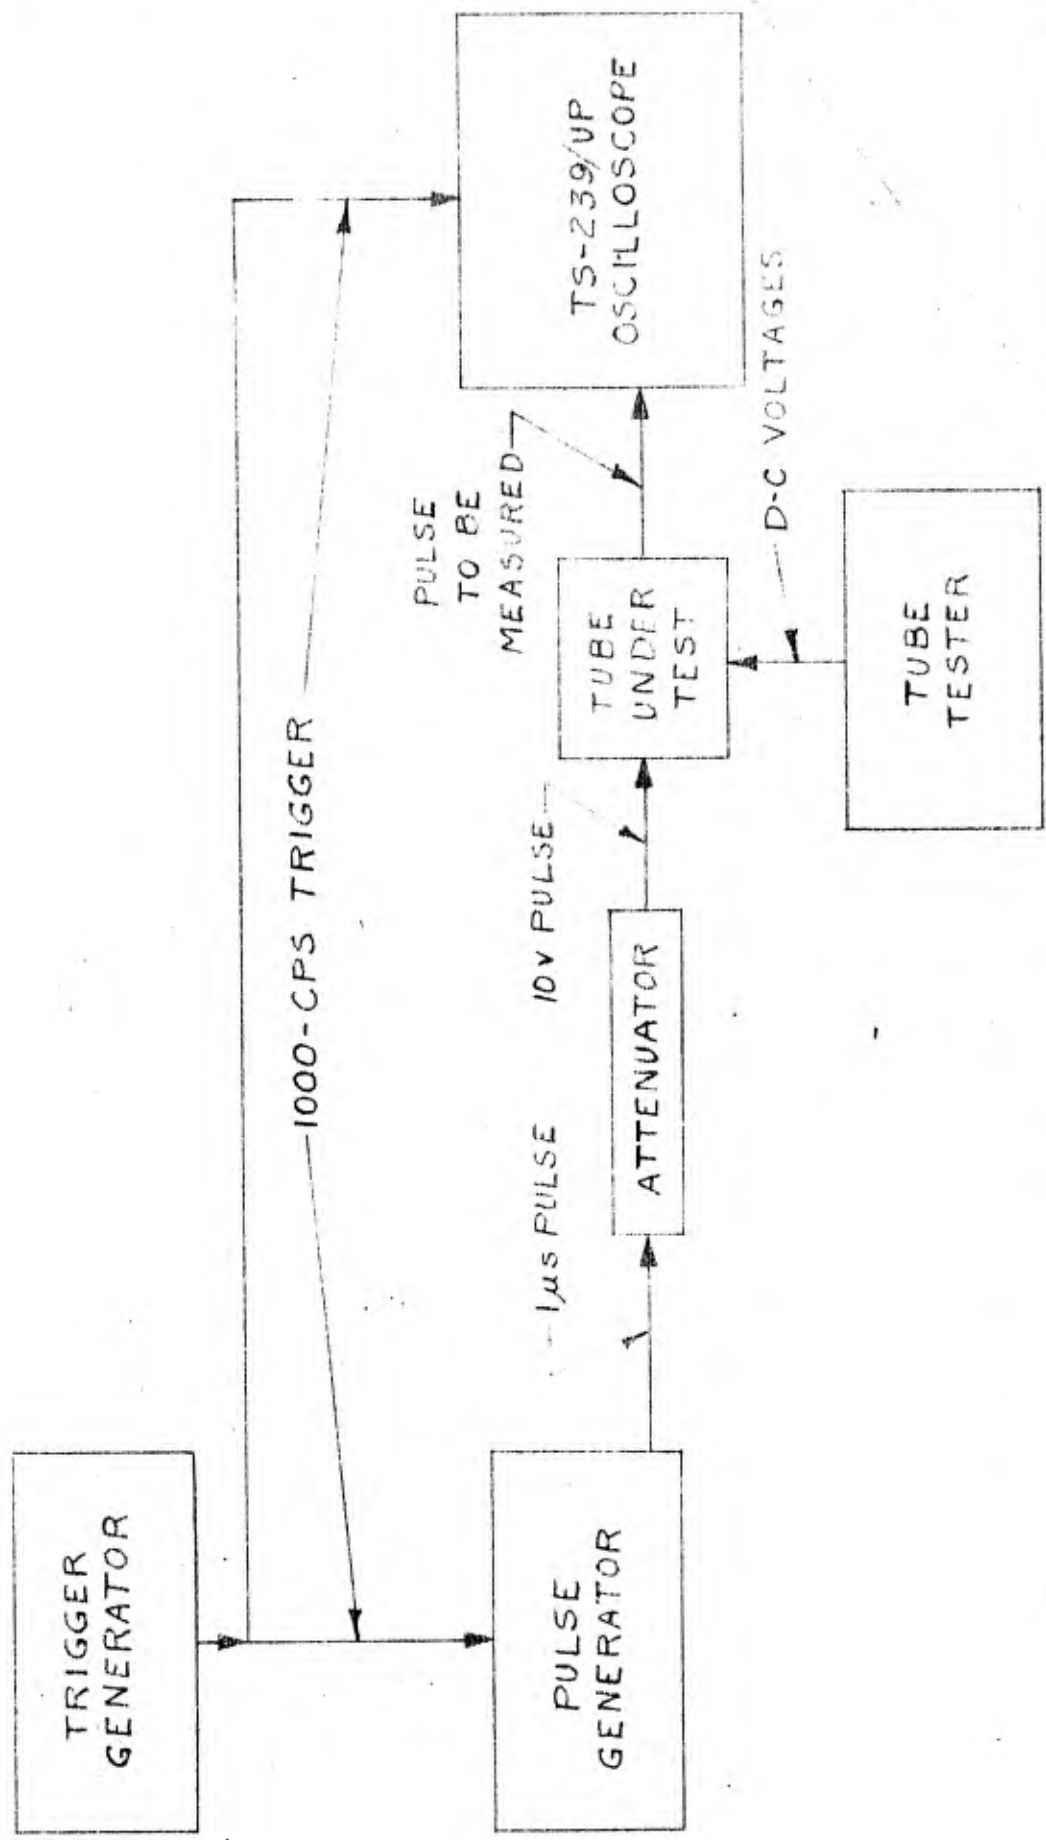 TRIGGER
GENERATOR
1000-CPS TRIGGER
PULSE
GENERATOR
1µs PULSE
ATTENUATOR
10V PULSE
TUBE
UNDER
TEST
PULSE
TO BE
MEASURED
TS-239/UP
OSCILLOSCOPE
D-C VOLTAGES
TUBE
TESTER